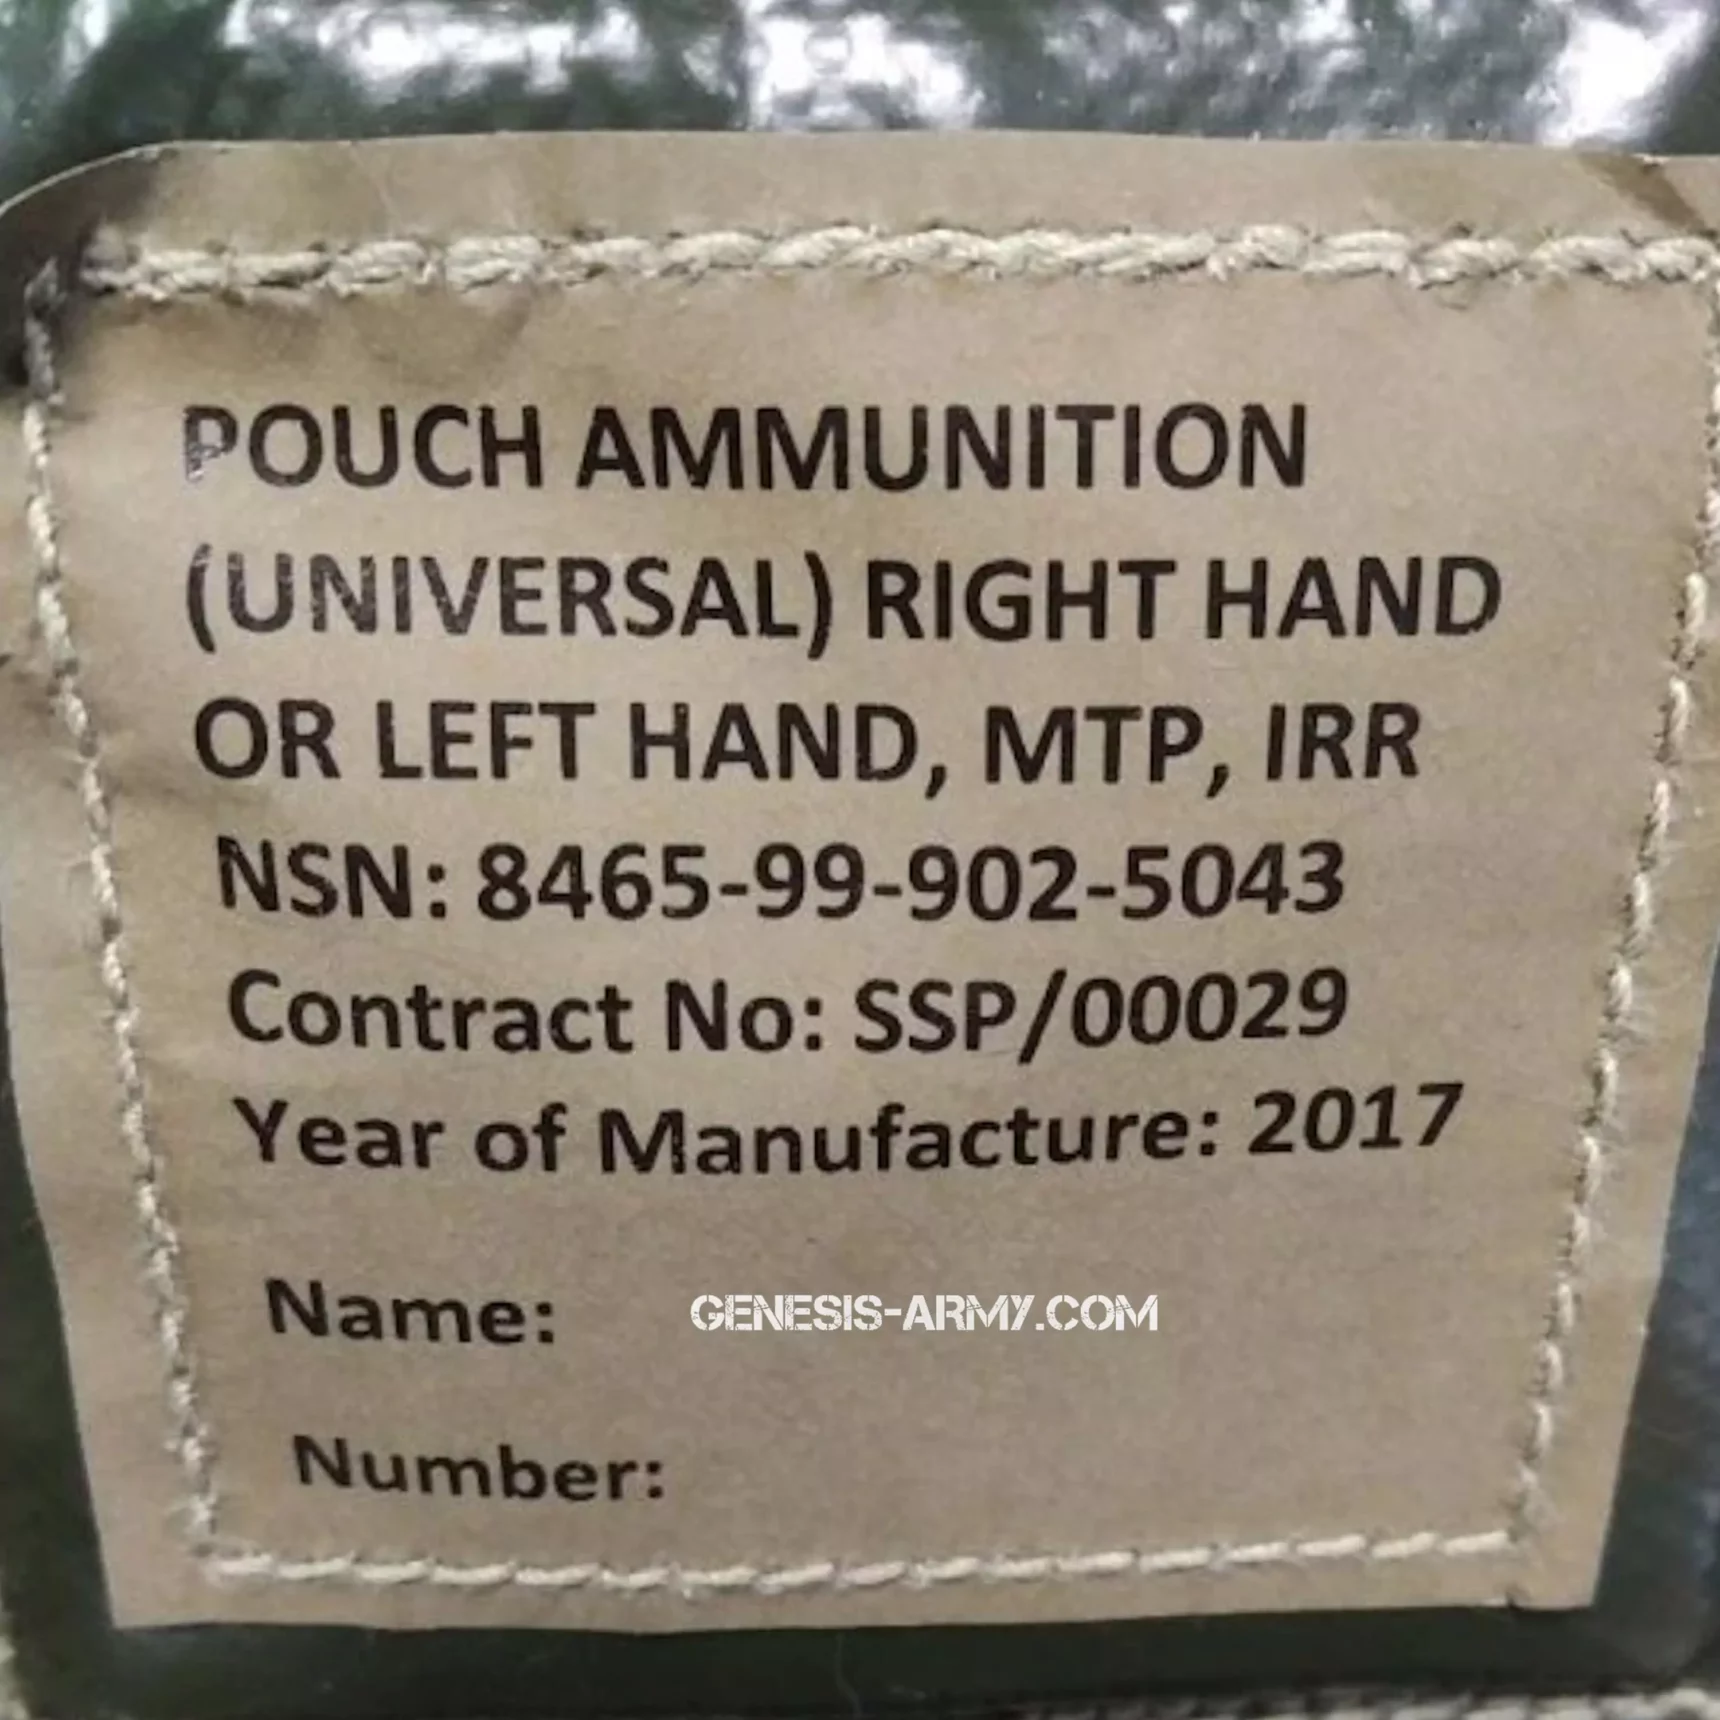 POUCH AMMUNITION
(UNIVERSAL) RIGHT HAND
OR LEFT HAND, MTP, IRR
NSN: 8465-99-902-5043
Contract No: SSP/00029
Year of Manufacture: 2017
Name:
GENESIS-ARMY.COM
Number: